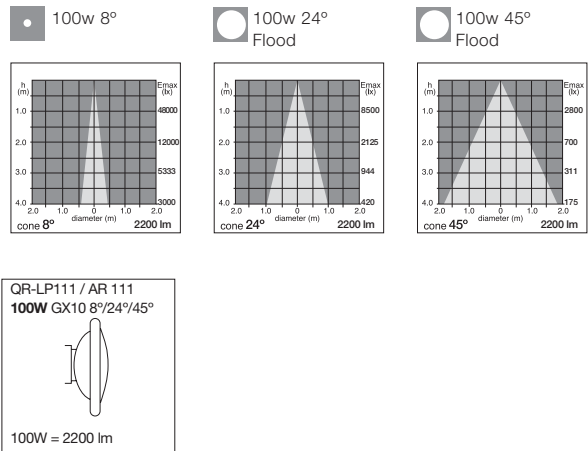 100w 8º
h
(m)
Emax
(lx)
1.0
48000
2.0
12000
3.0
5333
4.0
3000
2.0 1.0 0 1.0 2.0
diameter (m)
cone 8º 2200 lm
100w 24º
Flood
h
(m)
Emax
(lx)
1.0
8500
2.0
2125
3.0
944
4.0
420
2.0 1.0 0 1.0 2.0
diameter (m)
cone 24º 2200 lm
100w 45º
Flood
h
(m)
Emax
(lx)
1.0
2800
2.0
700
3.0
311
4.0
175
2.0 1.0 0 1.0 2.0
diameter (m)
cone 45º 2200 lm
QR-LP111 / AR 111
100W GX10 8º/24º/45º
100W = 2200 lm